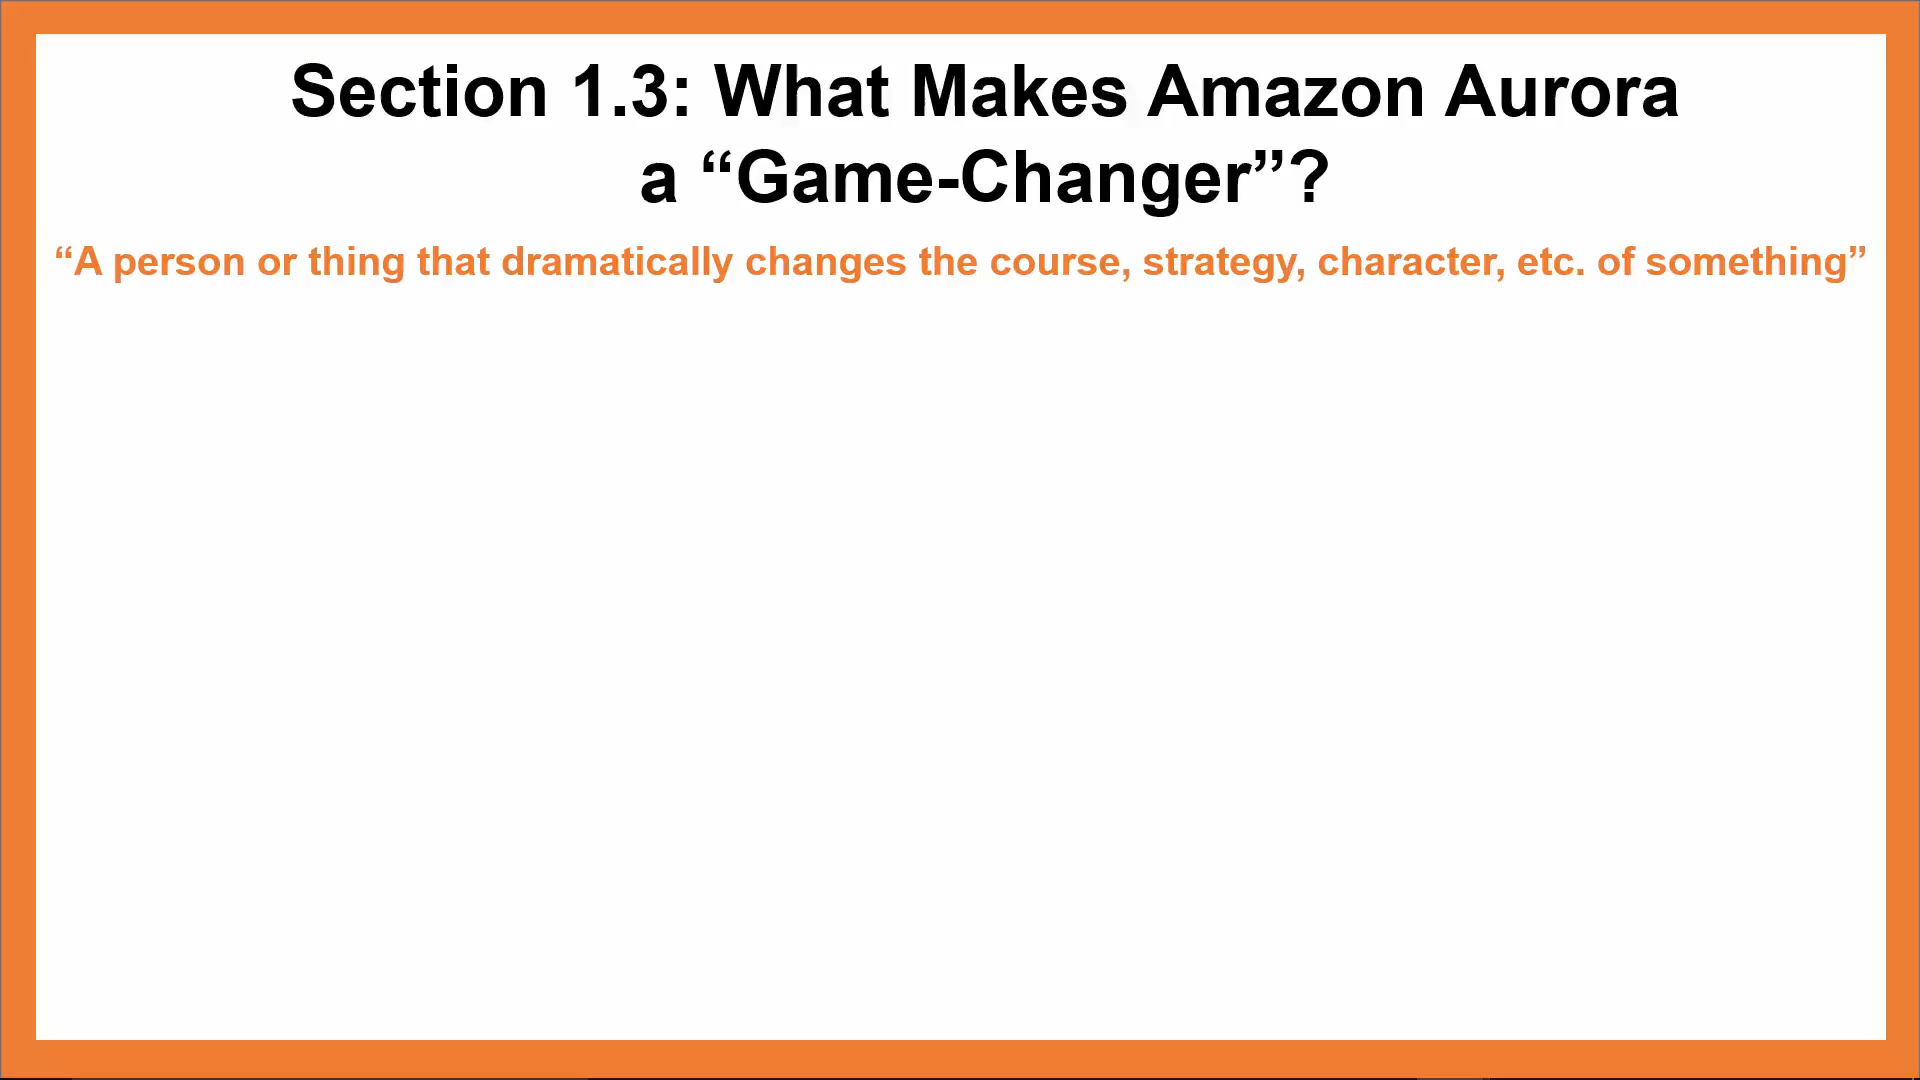 Section 1.3: What Makes Amazon Aurora
a “Game-Changer”?
“A person or thing that dramatically changes the course, strategy, character, etc. of something”